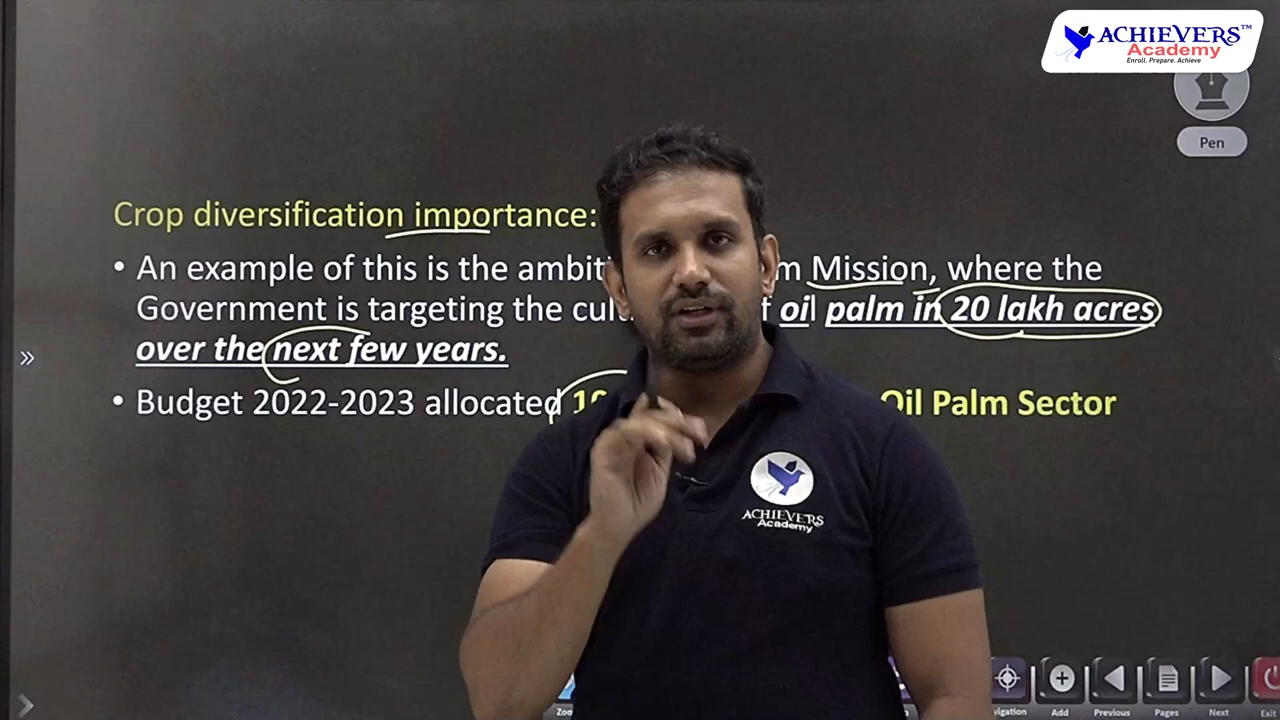 ACHIEVERS™
Academy
Enroll. Prepare. Achieve
Pen
Crop diversification importance:
• An example of this is the Mission, where the
Government is targeting the of oil palm in 20 lakh acres
over the next few years.
• Budget 2022-2023 allocated Oil Palm Sector
ACHIEVERS
Academy
Add Previous Pages Next Exit